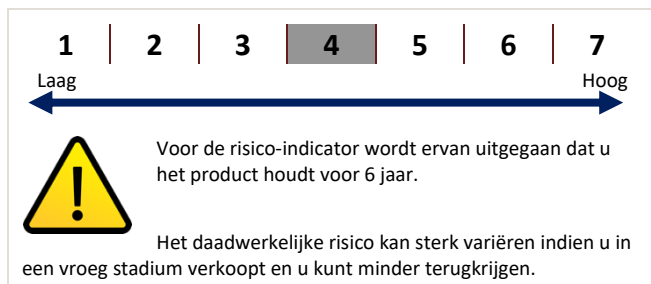 1 2 3 4 5 6 7
Laag Hoog
Voor de risico-indicator wordt ervan uitgegaan dat u
het product houdt voor 6 jaar.
Het daadwerkelijke risico kan sterk variëren indien u in
een vroeg stadium verkoopt en u kunt minder terugkrijgen.